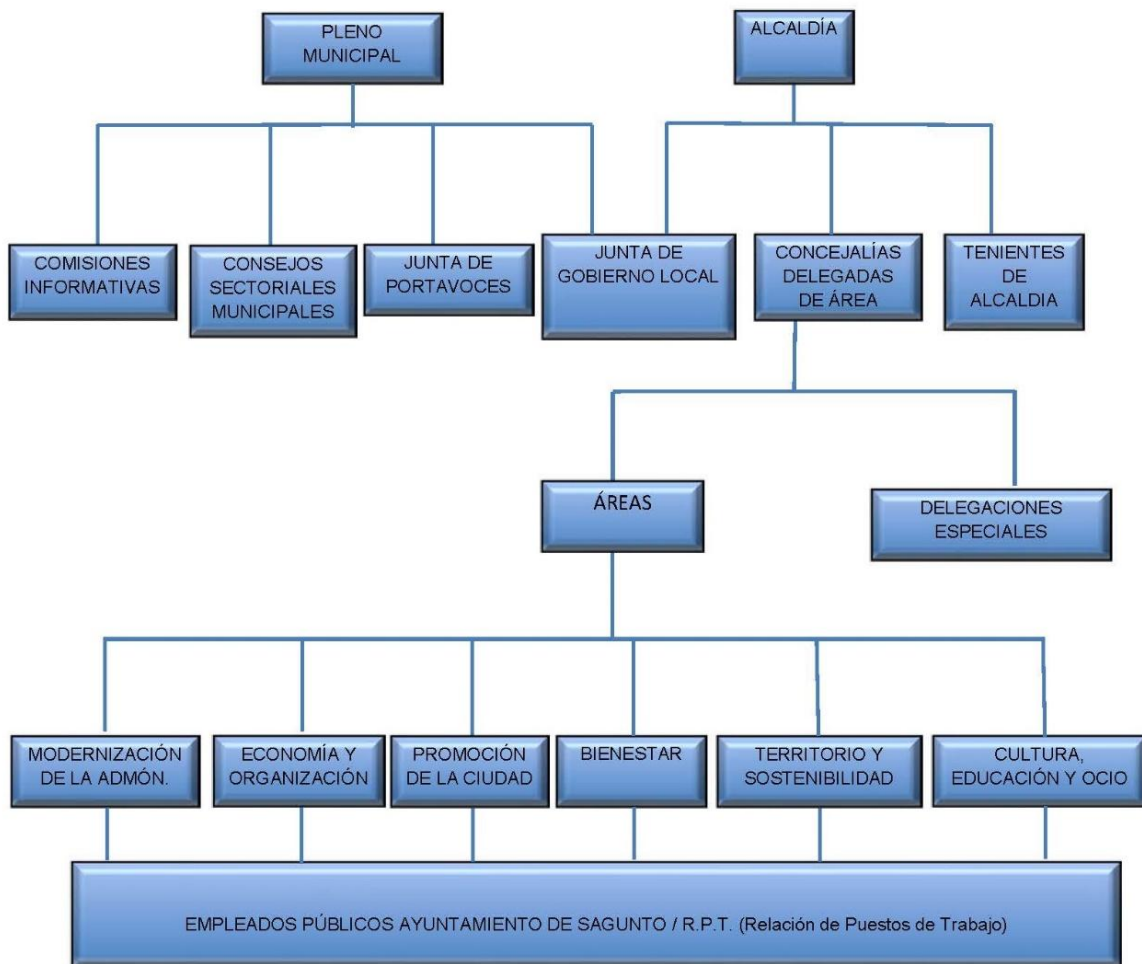 PLENO
MUNICIPAL
ALCALDÍA
COMISIONES
INFORMATIVAS
CONSEJOS
SECTORIALES
MUNICIPALES
JUNTA DE
PORTAVOCES
JUNTA DE
GOBIERNO LOCAL
CONCEJALÍAS
DELEGADAS
DE ÁREA
TENIENTES
DE
ALCALDIA
ÁREAS
DELEGACIONES
ESPECIALES
MODERNIZACIÓN
DE LA ADMÓN.
ECONOMÍA Y
ORGANIZACIÓN
PROMOCIÓN
DE LA CIUDAD
BIENESTAR
TERRITORIO Y
SOSTENIBILIDAD
CULTURA,
EDUCACIÓN Y OCIO
EMPLEADOS PÚBLICOS AYUNTAMIENTO DE SAGUNTO / R.P.T. (Relación de Puestos de Trabajo)